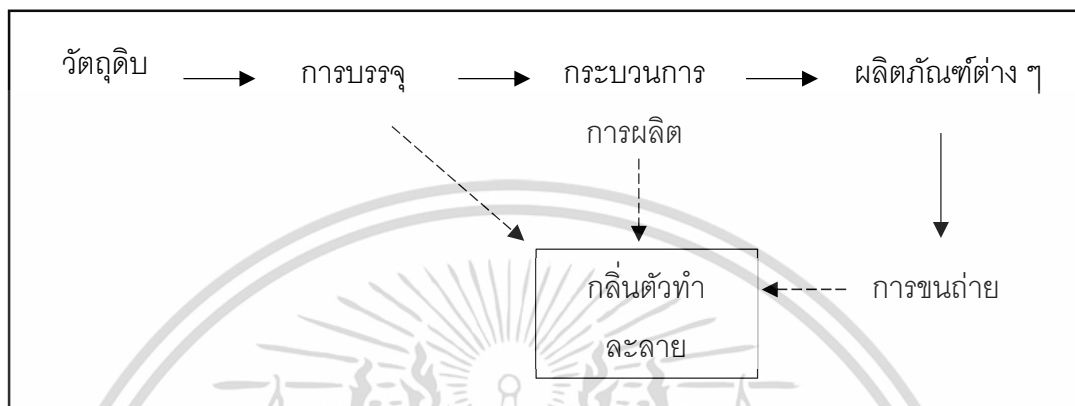 วัตถุดิบ การบรรจุ กระบวนการ ผลิตภัณฑ์ต่าง ๆ
การผลิต
กลิ่นตัวทำ การขนถ่าย
ละลาย